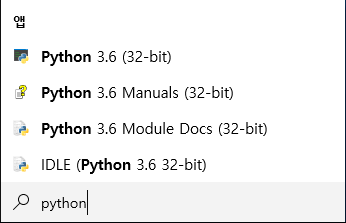 앱
Python 3.6 (32-bit)
Python 3.6 Manuals (32-bit)
Python 3.6 Module Docs (32-bit)
IDLE (Python 3.6 32-bit)
python